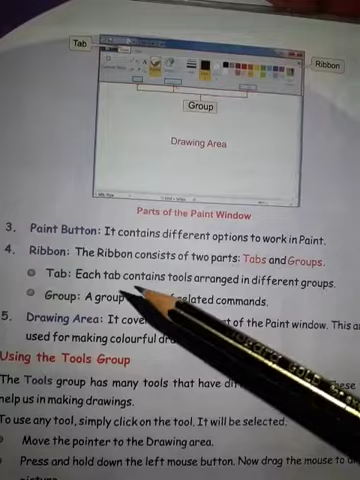 Tab
Ribbon
Group
Drawing Area
Parts of the Paint Window
3. Paint Button: It contains different options to work in Paint.
4. Ribbon: The Ribbon consists of two parts: Tabs and Groups.
Tab: Each tab contains tools arranged in different groups.
Group: A group related commands.
5. Drawing Area: It of the Paint window. This
used for making colourful
Using the Tools Group
The Tools group has many tools that have
help us in making drawings.
To use any tool, simply click on the tool. It will be selected.
Move the pointer to the Drawing area.
Press and hold down the left mouse button. Now drag the mouse to